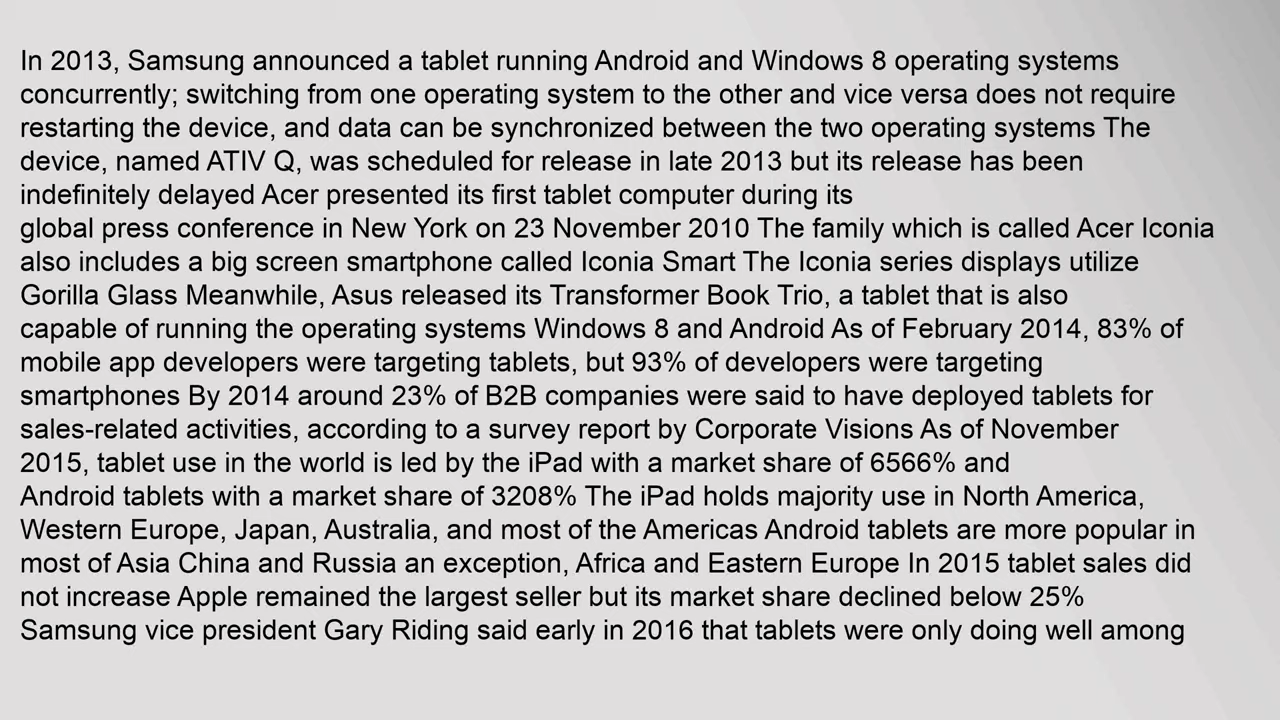 In 2013, Samsung announced a tablet running Android and Windows 8 operating systems
concurrently; switching from one operating system to the other and vice versa does not require
restarting the device, and data can be synchronized between the two operating systems The
device, named ATIV Q, was scheduled for release in late 2013 but its release has been
indefinitely delayed Acer presented its first tablet computer during its
global press conference in New York on 23 November 2010 The family which is called Acer Iconia
also includes a big screen smartphone called Iconia Smart The Iconia series displays utilize
Gorilla Glass Meanwhile, Asus released its Transformer Book Trio, a tablet that is also
capable of running the operating systems Windows 8 and Android As of February 2014, 83% of
mobile app developers were targeting tablets, but 93% of developers were targeting
smartphones By 2014 around 23% of B2B companies were said to have deployed tablets for
sales-related activities, according to a survey report by Corporate Visions As of November
2015, tablet use in the world is led by the iPad with a market share of 6566% and
Android tablets with a market share of 3208% The iPad holds majority use in North America,
Western Europe, Japan, Australia, and most of the Americas Android tablets are more popular in
most of Asia China and Russia an exception, Africa and Eastern Europe In 2015 tablet sales did
not increase Apple remained the largest seller but its market share declined below 25%
Samsung vice president Gary Riding said early in 2016 that tablets were only doing well among